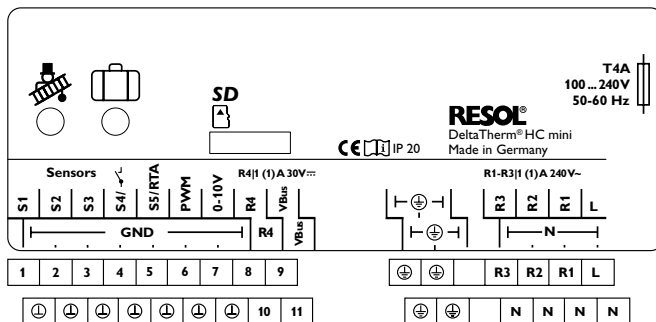 T4A
100 ... 240V
50-60 Hz
SD
RESOL®
DeltaTherm® HC mini
Made in Germany
CE i IP 20
Sensors
R4|1 (1) A 30V
R1-R3|1 (1) A 240V~
S1 S2 S3 S4/ S5/RTA PWM 0-10V R4 VBus
R3 R2 R1 L
GND R4 VBus
N
1 2 3 4 5 6 7 8 9
R3 R2 R1 L
10 11
N N N N